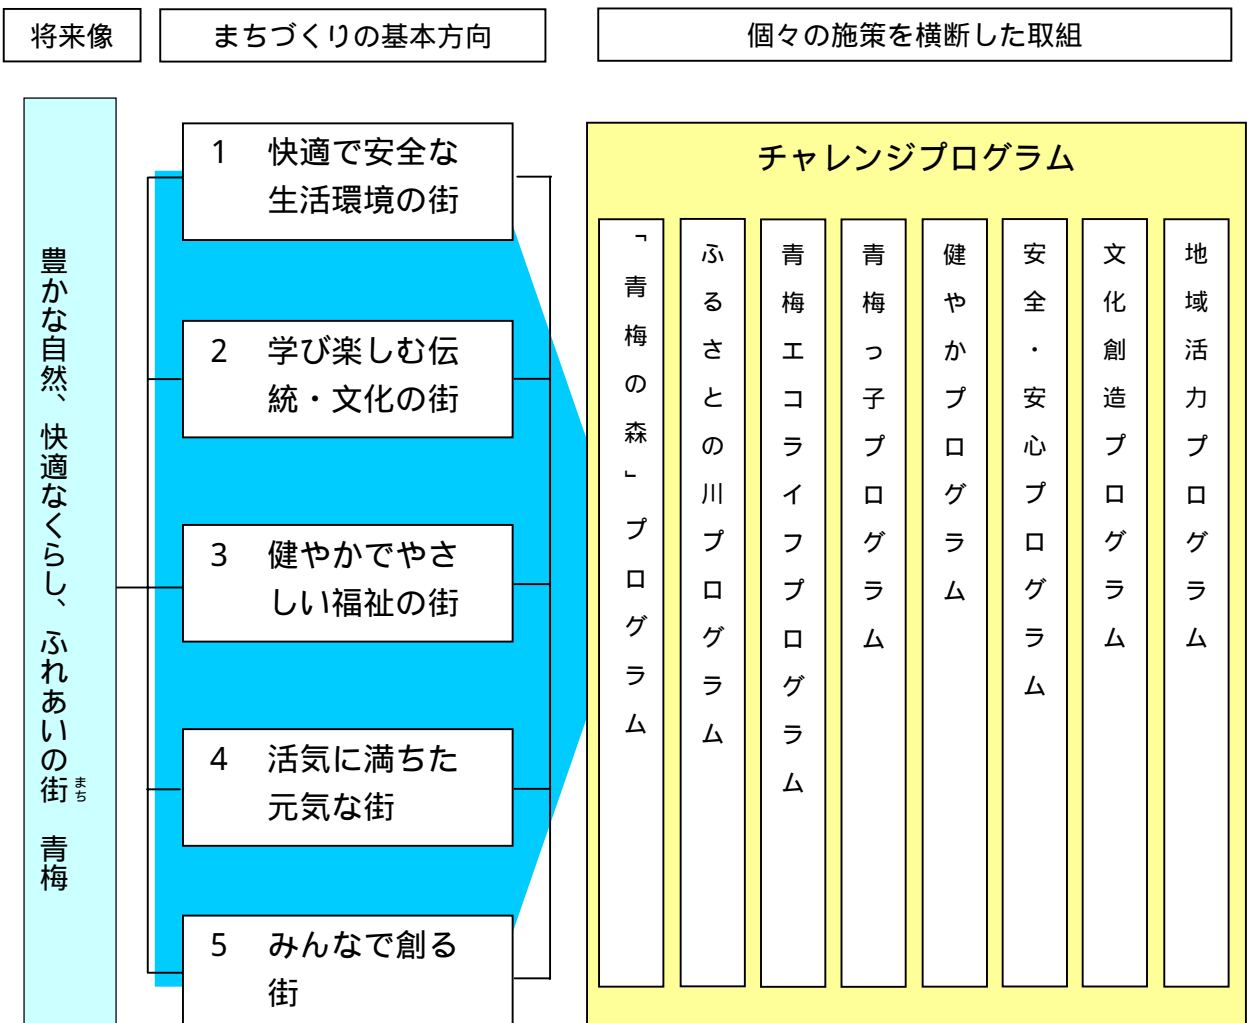 将来像
まちづくりの基本方向
個々の施策を横断した取組
豊かな自然、快適なくらし、ふれあいの街 青梅
まち
1 快適で安全な
生活環境の街
2 学び楽しむ伝
統・文化の街
3 健やかでやさ
しい福祉の街
4 活気に満ちた
元気な街
5 みんなで創る
街
チャレンジプログラム
「青梅の森」プログラム
ふるさとの川プログラム
青梅エコライフプログラム
青梅っ子プログラム
健やかプログラム
安全・安心プログラム
文化創造プログラム
地域活力プログラム